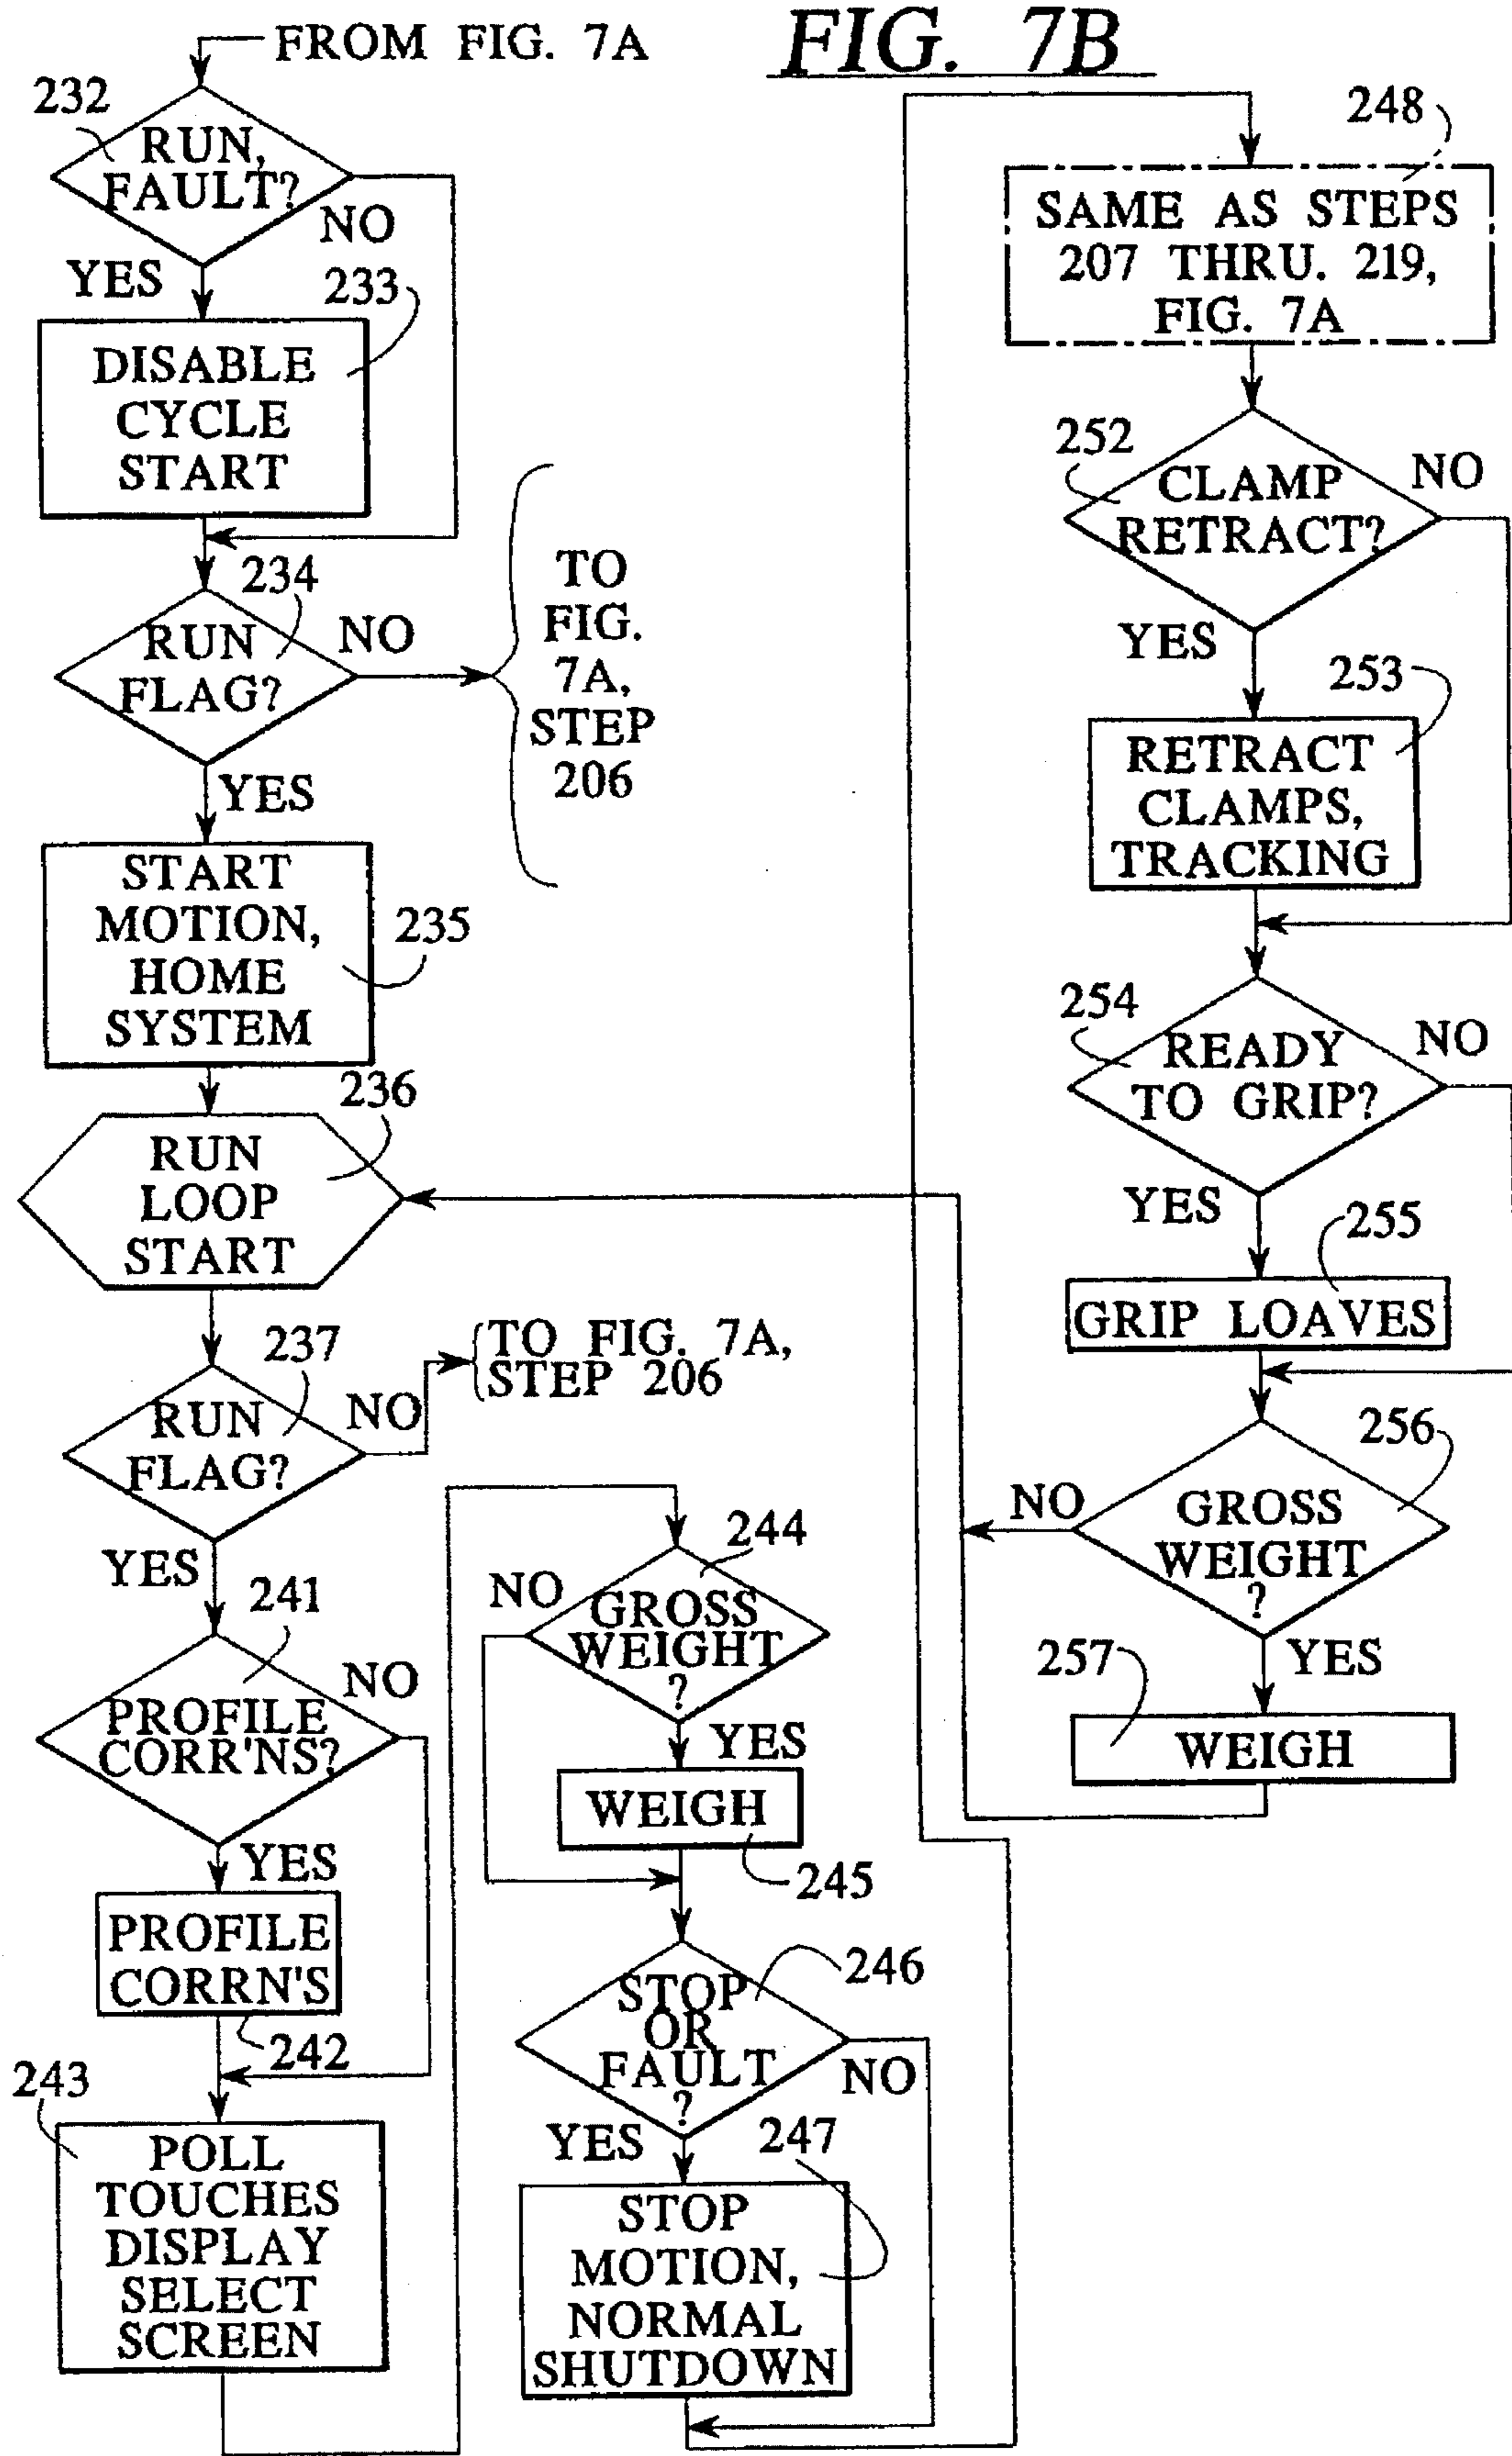 FROM FIG. 7A
FIG. 7B
232
RUN,
FAULT?
NO
YES
233
DISABLE
CYCLE
START
234
RUN
FLAG?
NO
TO
FIG.
7A,
STEP
206
YES
START
MOTION,
HOME
SYSTEM
235
236
RUN
LOOP
START
237
RUN
FLAG?
NO
TO FIG. 7A,
STEP 206
YES
241
PROFILE
CORR'NS?
NO
YES
PROFILE
CORRN'S
242
243
POLL
TOUCHES
DISPLAY
SELECT
SCREEN
244
NO
GROSS
WEIGHT
?
YES
WEIGH
245
246
STOP
OR
FAULT
?
NO
YES
247
STOP
MOTION,
NORMAL
SHUTDOWN
248
SAME AS STEPS
207 THRU. 219,
FIG. 7A
252
CLAMP
RETRACT?
NO
YES
253
RETRACT
CLAMPS,
TRACKING
254
READY
TO GRIP?
NO
YES
255
GRIP LOAVES
256
NO
GROSS
WEIGHT
?
YES
257
WEIGH